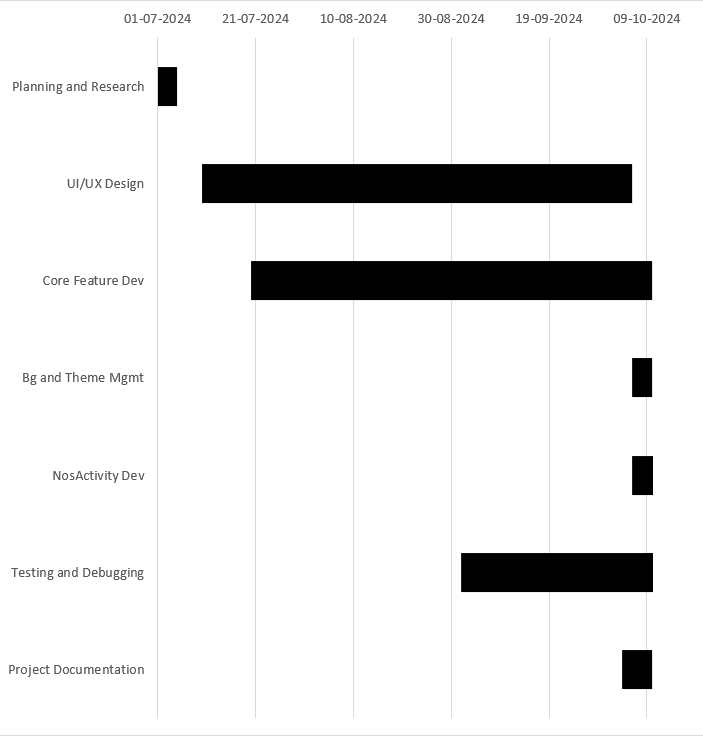 01-07-2024 21-07-2024 10-08-2024 30-08-2024 19-09-2024 09-10-2024
Planning and Research
UI/UX Design
Core Feature Dev
Bg and Theme Mgmt
NosActivity Dev
Testing and Debugging
Project Documentation